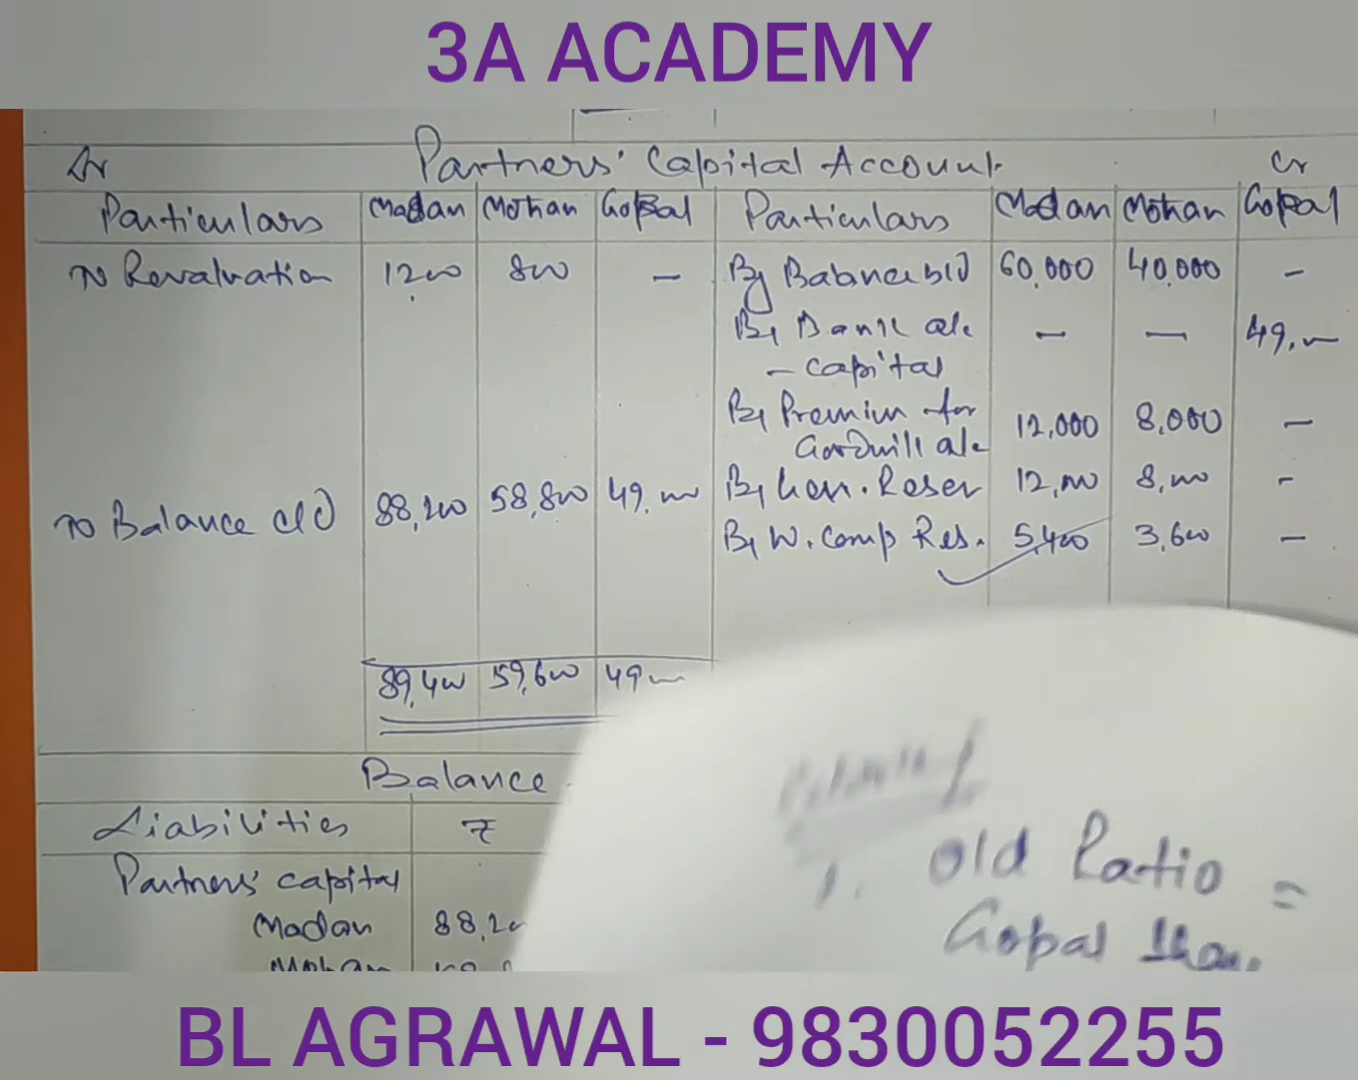 3A ACADEMY
Dr Partners' Capital Account Cr
Particulars Madan Mohan Gopal Particulars Madan Mohan Gopal
To Revaluation 1200 800 — By Balance b/d 60,000 40,000 —
By Bank a/c — — 49,000
- capital
By Premium for 12,000 8,000 —
Goodwill a/c
To Balance c/d 88,200 58,800 49,000 By Gen. Reser 12,000 8,000 -
By W. Comp Res. 5,400 3,600 —
89,400 59,600 49,000
Balance
Liabilities ₹
Partners' capital
Madan 88,20
Mohan
1. Old Ratio =
Gopal Shar
BL AGRAWAL - 9830052255